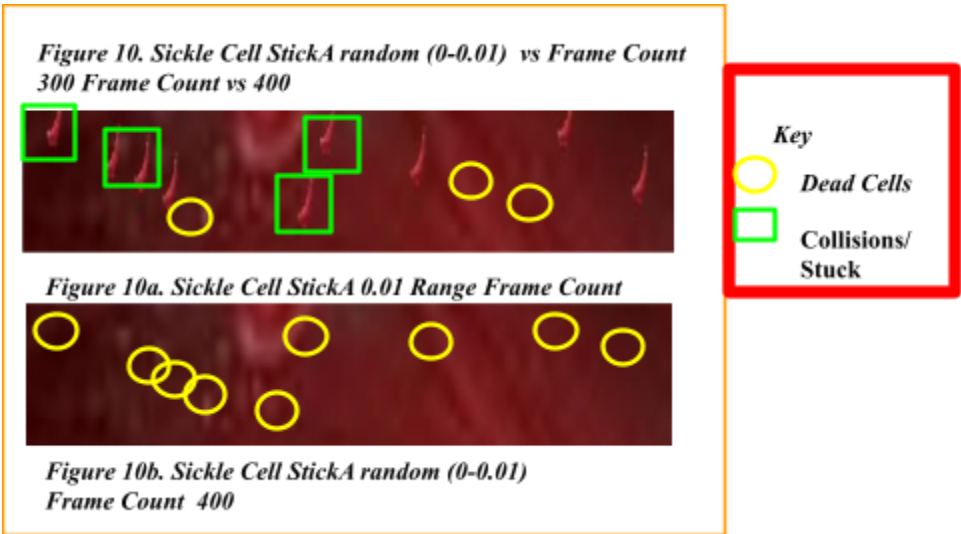 Figure 10. Sickle Cell StickA random (0-0.01) vs Frame Count
300 Frame Count vs 400
Figure 10a. Sickle Cell StickA 0.01 Range Frame Count
Figure 10b. Sickle Cell StickA random (0-0.01)
Frame Count 400
Key
Dead Cells
Collisions/
Stuck